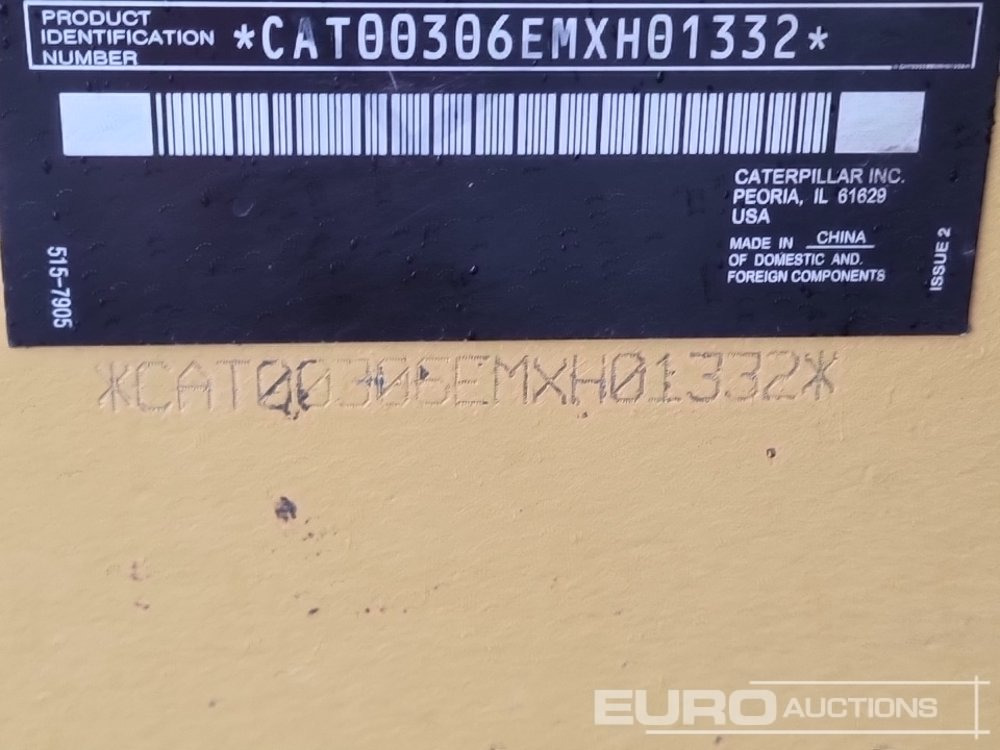 PRODUCT
IDENTIFICATION
NUMBER
*CAT00306EMXH01332*
CATERPILLAR INC.
PEORIA, IL 61629
USA
MADE IN CHINA
OF DOMESTIC AND.
FOREIGN COMPONENTS
ISSUE 2
515-7905
*CAT00306EMXH01332*
EURO AUCTIONS